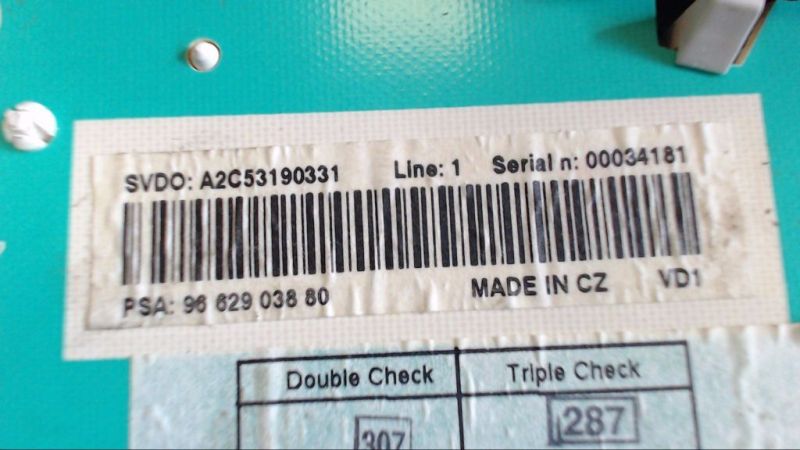 SVDO: A2C53190331 Line: 1 Serial n: 00034181
PSA: 96 629 038 80 MADE IN CZ VD1
Double Check Triple Check
307 287